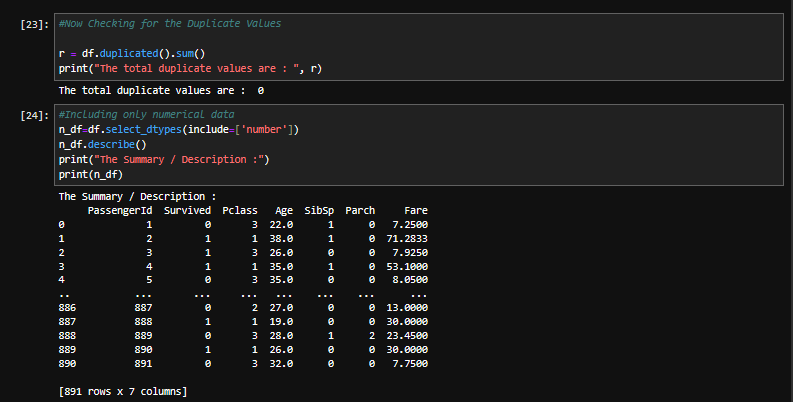 [23]: #Now Checking for the Duplicate Values
r = df.duplicated().sum()
print("The total duplicate values are : ", r)
The total duplicate values are :  0
[24]: #Including only numerical data
n_df=df.select_dtypes(include=['number'])
n_df.describe()
print("The Summary / Description :")
print(n_df)
The Summary / Description :
     PassengerId  Survived  Pclass   Age  SibSp  Parch     Fare
0              1         0       3  22.0      1      0   7.2500
1              2         1       1  38.0      1      0  71.2833
2              3         1       3  26.0      0      0   7.9250
3              4         1       1  35.0      1      0  53.1000
4              5         0       3  35.0      0      0   8.0500
..           ...       ...     ...   ...    ...    ...      ...
886          887         0       2  27.0      0      0  13.0000
887          888         1       1  19.0      0      0  30.0000
888          889         0       3  28.0      1      2  23.4500
889          890         1       1  26.0      0      0  30.0000
890          891         0       3  32.0      0      0   7.7500
[891 rows x 7 columns]